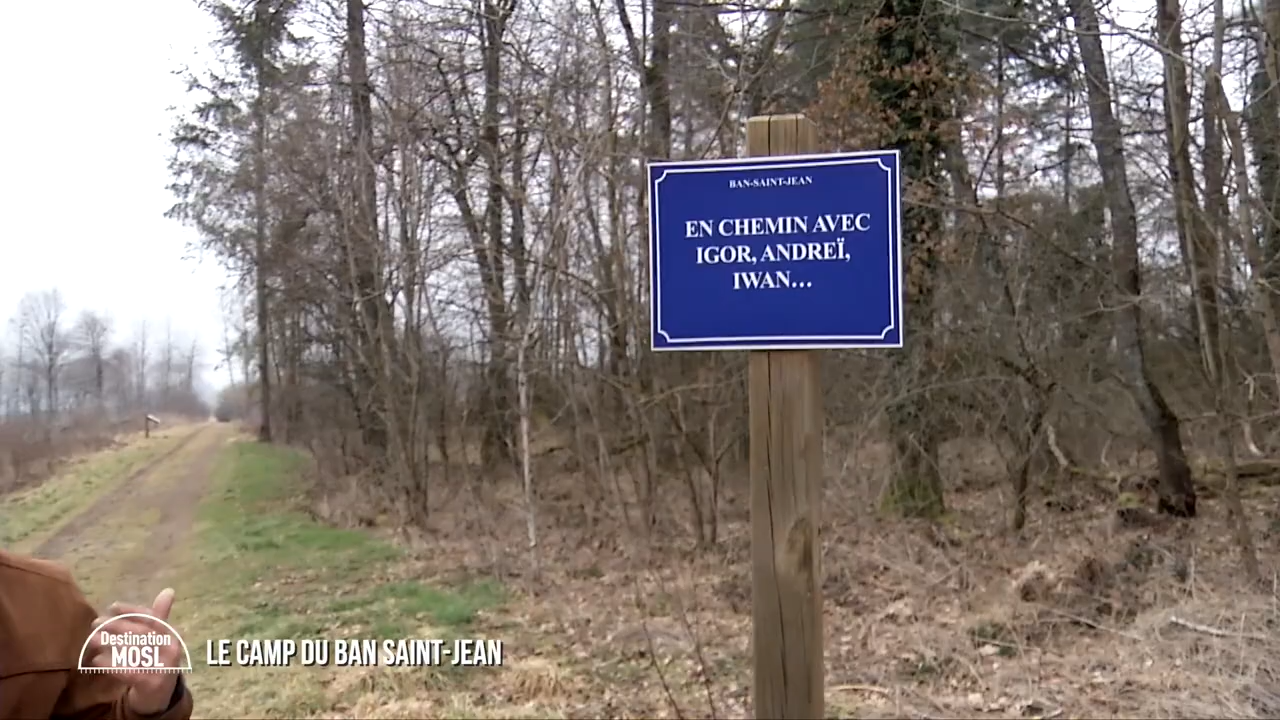 BAN-SAINT-JEAN
EN CHEMIN AVEC
IGOR, ANDREÏ,
IWAN...
Destination
MOSL
LE CAMP DU BAN SAINT-JEAN